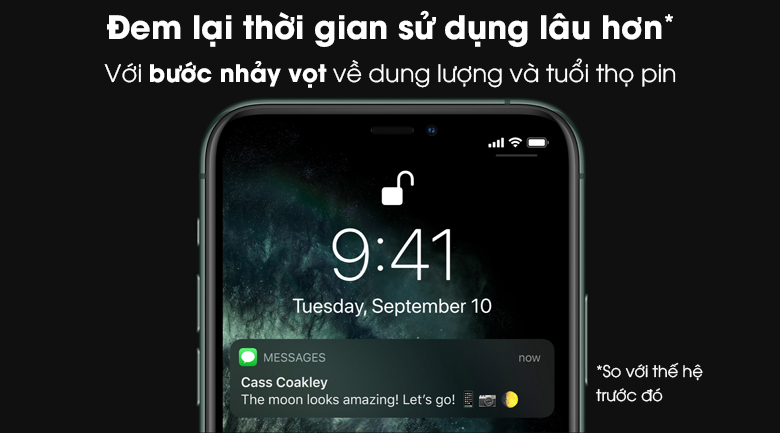 Đem lại thời gian sử dụng lâu hơn*
Với bước nhảy vọt về dung lượng và tuổi thọ pin
9:41
Tuesday, September 10
MESSAGES now
Cass Coakley
The moon looks amazing! Let's go!
*So với thế hệ
trước đó